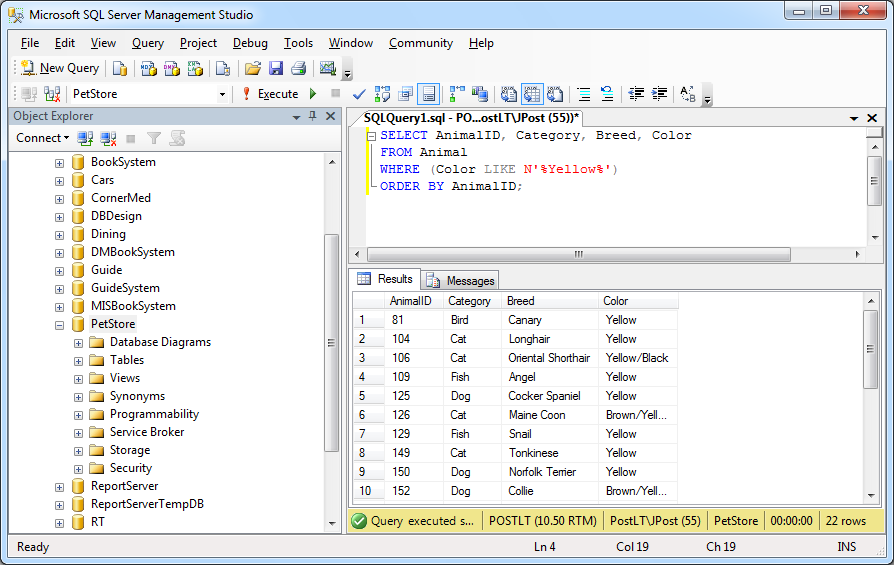 Microsoft SQL Server Management Studio
File Edit View Query Project Debug Tools Window Community Help
New Query
PetStore Execute
Object Explorer
Connect
BookSystem
Cars
CornerMed
DBDesign
Dining
DMBookSystem
Guide
GuideSystem
MISBookSystem
PetStore
Database Diagrams
Tables
Views
Synonyms
Programmability
Service Broker
Storage
Security
ReportServer
ReportServerTempDB
RT
SQLQuery1.sql - PO...ostLT\JPost (55))*
SELECT AnimalID, Category, Breed, Color
FROM Animal
WHERE (Color LIKE N'%Yellow%')
ORDER BY AnimalID;
Results Messages
AnimalID Category Breed Color
1 81 Bird Canary Yellow
2 104 Cat Longhair Yellow
3 106 Cat Oriental Shorthair Yellow/Black
4 109 Fish Angel Yellow
5 125 Dog Cocker Spaniel Yellow
6 126 Cat Maine Coon Brown/Yell...
7 129 Fish Snail Yellow
8 149 Cat Tonkinese Yellow
9 150 Dog Norfolk Terrier Yellow
10 152 Dog Collie Brown/Yell...
Query executed s... POSTLT (10.50 RTM) PostLT\JPost (55) PetStore 00:00:00 22 rows
Ready Ln 4 Col 19 Ch 19 INS